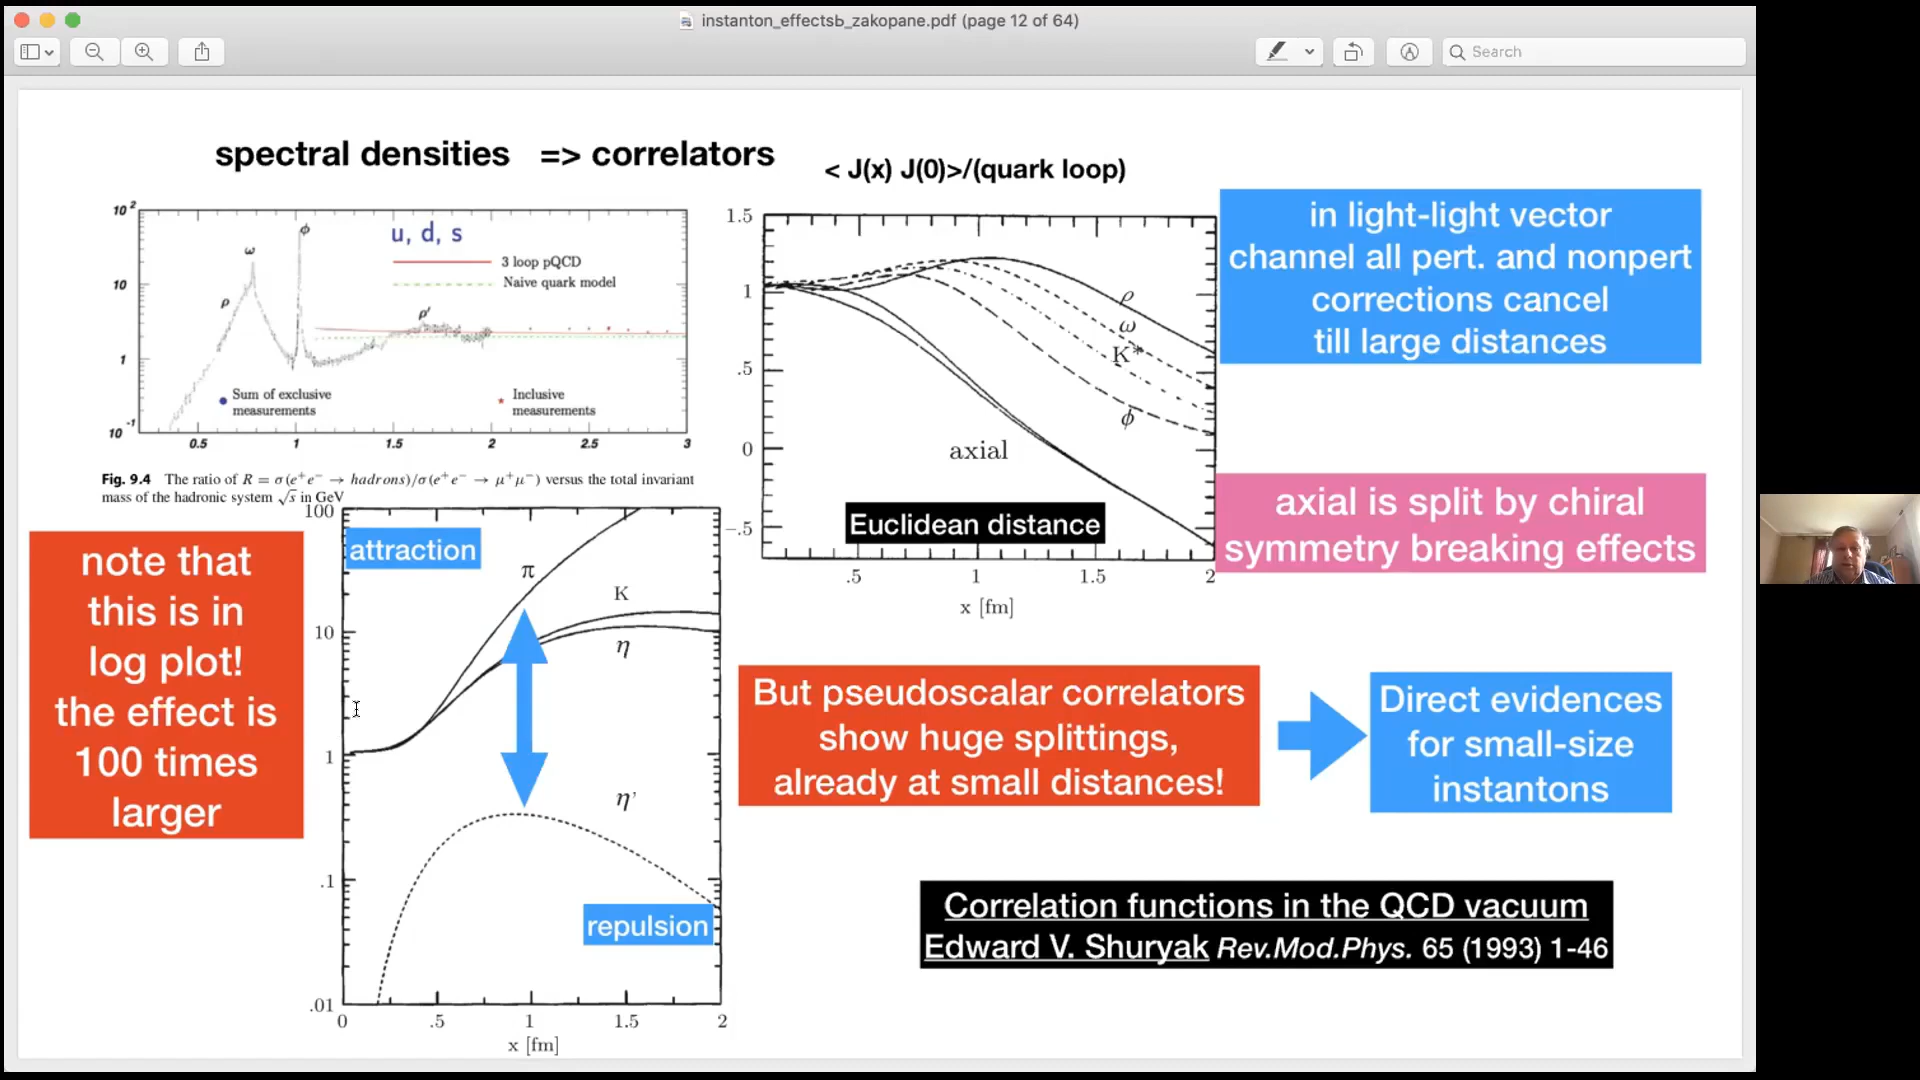 instanton_effectsb_zakopane.pdf (page 12 of 64)
Search
spectral densities => correlators
< J(x) J(0)>/(quark loop)
10 2
10
1
10 -1
ρ
ω
ϕ
u, d, s
3 loop pQCD
Naive quark model
ρ'
Sum of exclusive
measurements
Inclusive
measurements
0.5 1 1.5 2 2.5 3
Fig. 9.4 The ratio of R = σ(e⁺e⁻ → hadrons)/σ(e⁺e⁻ → μ⁺μ⁻) versus the total invariant
mass of the hadronic system √s in GeV
1.5
1
.5
0
-.5
ρ
ω
K*
ϕ
axial
Euclidean distance
.5 1 1.5 2
x [fm]
in light-light vector
channel all pert. and nonpert
corrections cancel
till large distances
axial is split by chiral
symmetry breaking effects
note that
this is in
log plot!
the effect is
100 times
larger
100
10
1
.1
.01
attraction
π
K
η
η'
repulsion
0 .5 1 1.5 2
x [fm]
But pseudoscalar correlators
show huge splittings,
already at small distances!
Direct evidences
for small-size
instantons
Correlation functions in the QCD vacuum
Edward V. Shuryak Rev.Mod.Phys. 65 (1993) 1-46